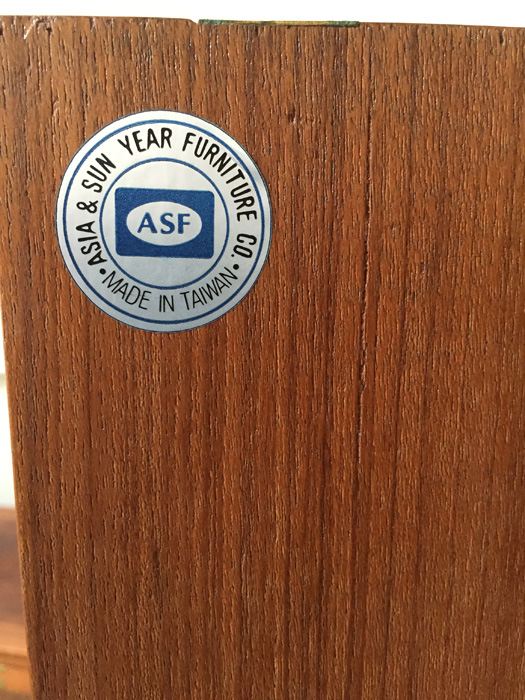 ASIA & SUN YEAR FURNITURE CO.
ASF
• MADE IN TAIWAN •